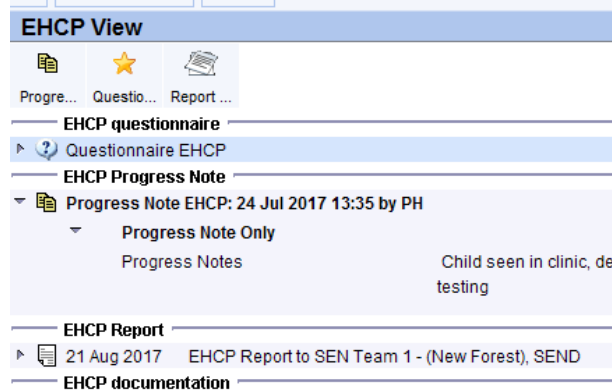 EHCP View
Progre... Questio... Report ...
EHCP questionnaire
Questionnaire EHCP
EHCP Progress Note
Progress Note EHCP: 24 Jul 2017 13:35 by PH
Progress Note Only
Progress Notes Child seen in clinic, de
testing
EHCP Report
21 Aug 2017 EHCP Report to SEN Team 1 - (New Forest), SEND
EHCP documentation